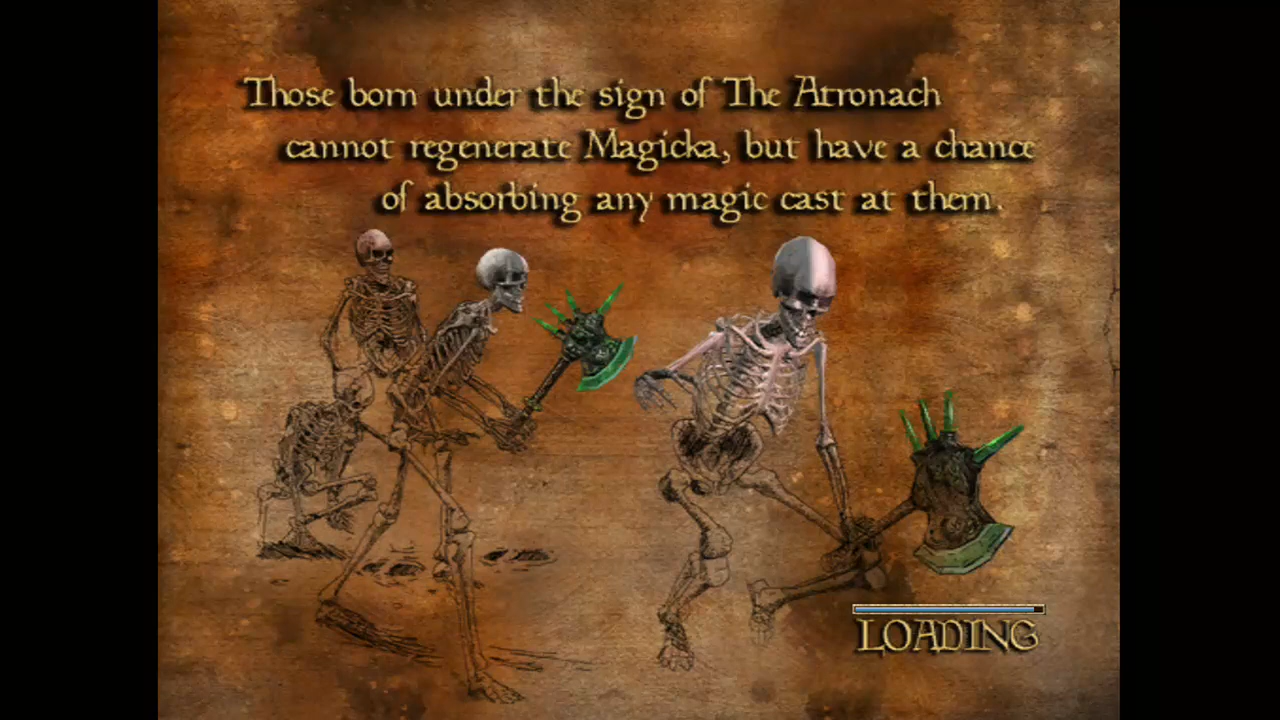 Those born under the sign of The Atronach
cannot regenerate Magicka, but have a chance
of absorbing any magic cast at them.
LOADING